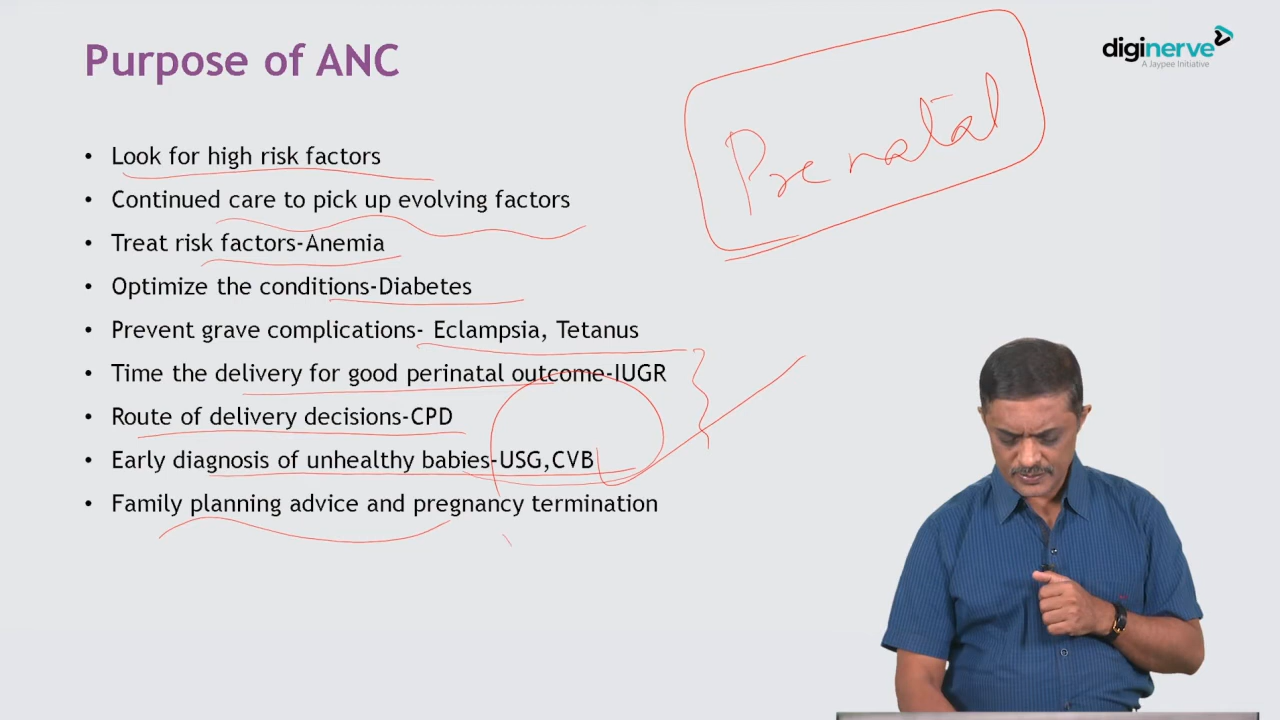 Purpose of ANC
diginerve
A Jaypee Initiative
Prenatal
• Look for high risk factors
• Continued care to pick up evolving factors
• Treat risk factors-Anemia
• Optimize the conditions-Diabetes
• Prevent grave complications- Eclampsia, Tetanus
• Time the delivery for good perinatal outcome-IUGR
• Route of delivery decisions-CPD
• Early diagnosis of unhealthy babies-USG,CVB
• Family planning advice and pregnancy termination